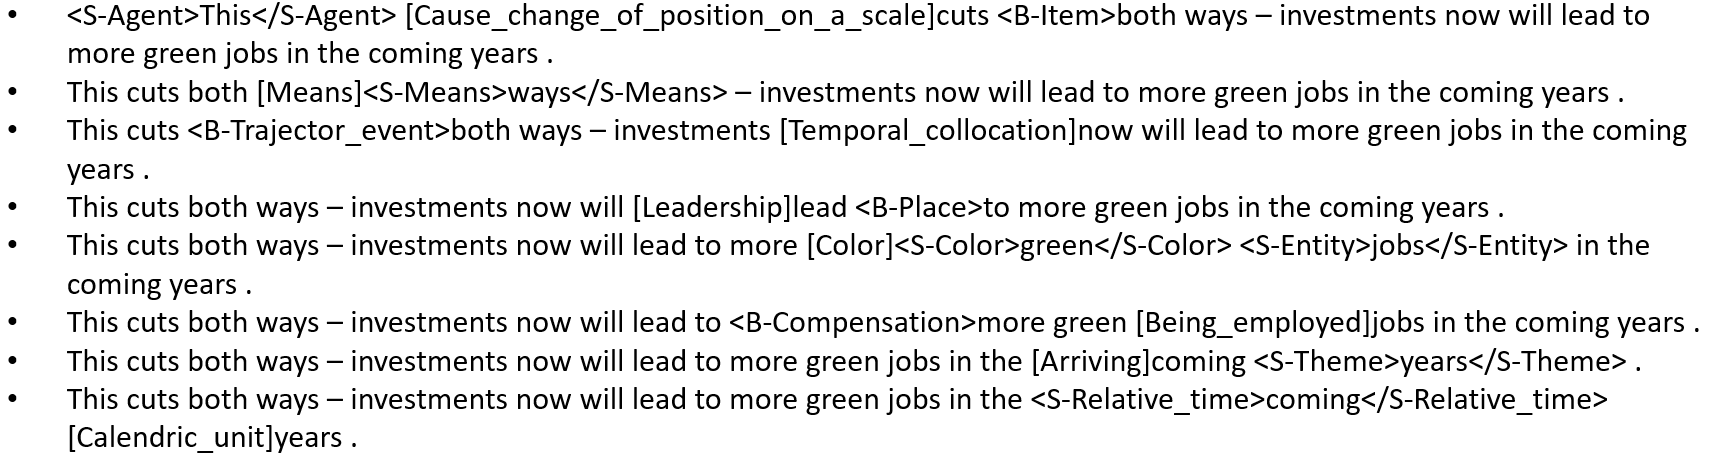 • <S-Agent>This</S-Agent> [Cause_change_of_position_on_a_scale]cuts <B-Item>both ways – investments now will lead to
more green jobs in the coming years .
• This cuts both [Means]<S-Means>ways</S-Means> – investments now will lead to more green jobs in the coming years .
• This cuts <B-Trajector_event>both ways – investments [Temporal_collocation]now will lead to more green jobs in the coming
years .
• This cuts both ways – investments now will [Leadership]lead <B-Place>to more green jobs in the coming years .
• This cuts both ways – investments now will lead to more [Color]<S-Color>green</S-Color> <S-Entity>jobs</S-Entity> in the
coming years .
• This cuts both ways – investments now will lead to <B-Compensation>more green [Being_employed]jobs in the coming years .
• This cuts both ways – investments now will lead to more green jobs in the [Arriving]coming <S-Theme>years</S-Theme> .
• This cuts both ways – investments now will lead to more green jobs in the <S-Relative_time>coming</S-Relative_time>
[Calendric_unit]years .